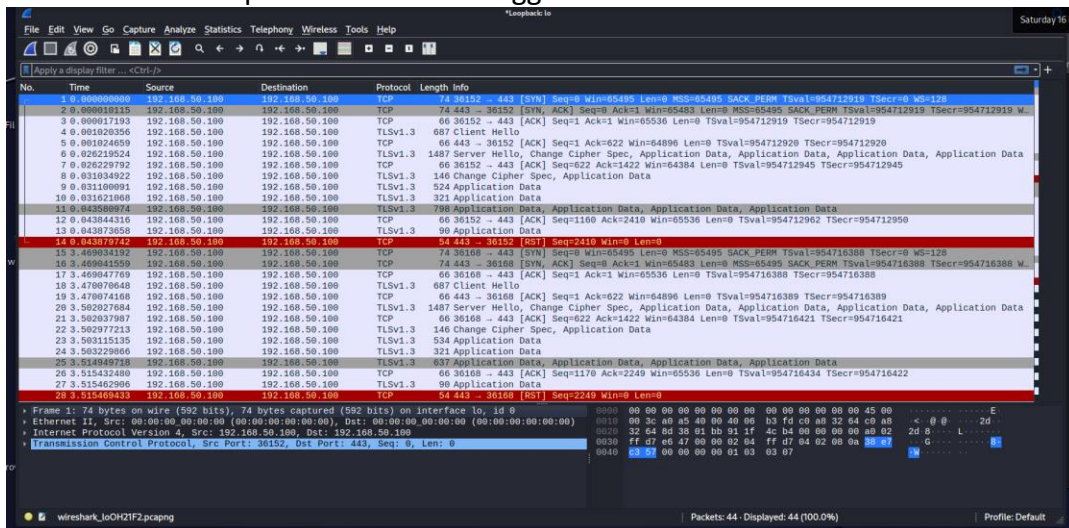 *Loopback: lo
Saturday 16
File Edit View Go Capture Analyze Statistics Telephony Wireless Tools Help
Apply a display filter ... <Ctrl-/>
No. Time Source Destination Protocol Length Info
1 0.000000000 192.168.50.100 192.168.50.100 TCP 74 36152 → 443 [SYN] Seq=0 Win=65495 Len=0 MSS=65495 SACK_PERM TSval=954712919 TSecr=0 WS=128
2 0.000010115 192.168.50.100 192.168.50.100 TCP 74 443 → 36152 [SYN, ACK] Seq=0 Ack=1 Win=65483 Len=0 MSS=65495 SACK_PERM TSval=954712919 TSecr=954712919 W…
3 0.000017193 192.168.50.100 192.168.50.100 TCP 66 36152 → 443 [ACK] Seq=1 Ack=1 Win=65536 Len=0 TSval=954712919 TSecr=954712919
4 0.001020356 192.168.50.100 192.168.50.100 TLSv1.3 687 Client Hello
5 0.001024659 192.168.50.100 192.168.50.100 TCP 66 443 → 36152 [ACK] Seq=1 Ack=622 Win=64896 Len=0 TSval=954712920 TSecr=954712920
6 0.026219524 192.168.50.100 192.168.50.100 TLSv1.3 1487 Server Hello, Change Cipher Spec, Application Data, Application Data, Application Data, Application Data
7 0.026229792 192.168.50.100 192.168.50.100 TCP 66 36152 → 443 [ACK] Seq=622 Ack=1422 Win=64384 Len=0 TSval=954712945 TSecr=954712945
8 0.031034922 192.168.50.100 192.168.50.100 TLSv1.3 146 Change Cipher Spec, Application Data
9 0.031100091 192.168.50.100 192.168.50.100 TLSv1.3 524 Application Data
10 0.031621068 192.168.50.100 192.168.50.100 TLSv1.3 321 Application Data
11 0.043580974 192.168.50.100 192.168.50.100 TLSv1.3 798 Application Data, Application Data, Application Data, Application Data
12 0.043844316 192.168.50.100 192.168.50.100 TCP 66 36152 → 443 [ACK] Seq=1160 Ack=2410 Win=65536 Len=0 TSval=954712962 TSecr=954712950
13 0.043873658 192.168.50.100 192.168.50.100 TLSv1.3 90 Application Data
14 0.043879742 192.168.50.100 192.168.50.100 TCP 54 443 → 36152 [RST] Seq=2410 Win=0 Len=0
15 3.469034192 192.168.50.100 192.168.50.100 TCP 74 36168 → 443 [SYN] Seq=0 Win=65495 Len=0 MSS=65495 SACK_PERM TSval=954716388 TSecr=0 WS=128
16 3.469041559 192.168.50.100 192.168.50.100 TCP 74 443 → 36168 [SYN, ACK] Seq=0 Ack=1 Win=65483 Len=0 MSS=65495 SACK_PERM TSval=954716388 TSecr=954716388 W…
17 3.469047769 192.168.50.100 192.168.50.100 TCP 66 36168 → 443 [ACK] Seq=1 Ack=1 Win=65536 Len=0 TSval=954716388 TSecr=954716388
18 3.470070648 192.168.50.100 192.168.50.100 TLSv1.3 687 Client Hello
19 3.470074168 192.168.50.100 192.168.50.100 TCP 66 443 → 36168 [ACK] Seq=1 Ack=622 Win=64896 Len=0 TSval=954716389 TSecr=954716389
20 3.502027684 192.168.50.100 192.168.50.100 TLSv1.3 1487 Server Hello, Change Cipher Spec, Application Data, Application Data, Application Data, Application Data
21 3.502037987 192.168.50.100 192.168.50.100 TCP 66 36168 → 443 [ACK] Seq=622 Ack=1422 Win=64384 Len=0 TSval=954716421 TSecr=954716421
22 3.502977213 192.168.50.100 192.168.50.100 TLSv1.3 146 Change Cipher Spec, Application Data
23 3.503115135 192.168.50.100 192.168.50.100 TLSv1.3 534 Application Data
24 3.503229866 192.168.50.100 192.168.50.100 TLSv1.3 321 Application Data
25 3.514949718 192.168.50.100 192.168.50.100 TLSv1.3 637 Application Data, Application Data, Application Data, Application Data
26 3.515432480 192.168.50.100 192.168.50.100 TCP 66 36168 → 443 [ACK] Seq=1170 Ack=2249 Win=65536 Len=0 TSval=954716434 TSecr=954716422
27 3.515462906 192.168.50.100 192.168.50.100 TLSv1.3 90 Application Data
28 3.515469433 192.168.50.100 192.168.50.100 TCP 54 443 → 36168 [RST] Seq=2249 Win=0 Len=0
Frame 1: 74 bytes on wire (592 bits), 74 bytes captured (592 bits) on interface lo, id 0
Ethernet II, Src: 00:00:00_00:00:00 (00:00:00:00:00:00), Dst: 00:00:00_00:00:00 (00:00:00:00:00:00)
Internet Protocol Version 4, Src: 192.168.50.100, Dst: 192.168.50.100
Transmission Control Protocol, Src Port: 36152, Dst Port: 443, Seq: 0, Len: 0
0000 00 00 00 00 00 00 00 00 00 00 00 00 08 00 45 00 ········ ······E·
0010 00 3c a0 a5 40 00 40 06 b3 fd c0 a8 32 64 c0 a8 ·<··@·@· ····2d··
0020 32 64 8d 38 01 bb 91 1f 4c b4 00 00 00 00 a0 02 2d·8···· L·······
0030 ff d7 e6 47 00 00 02 04 ff d7 04 02 08 0a 38 e7 ···G···· ······8·
0040 c3 57 00 00 00 00 01 03 03 07 ·W······ ··
wireshark_loOH21F2.pcapng
Packets: 44 · Displayed: 44 (100.0%)
Profile: Default